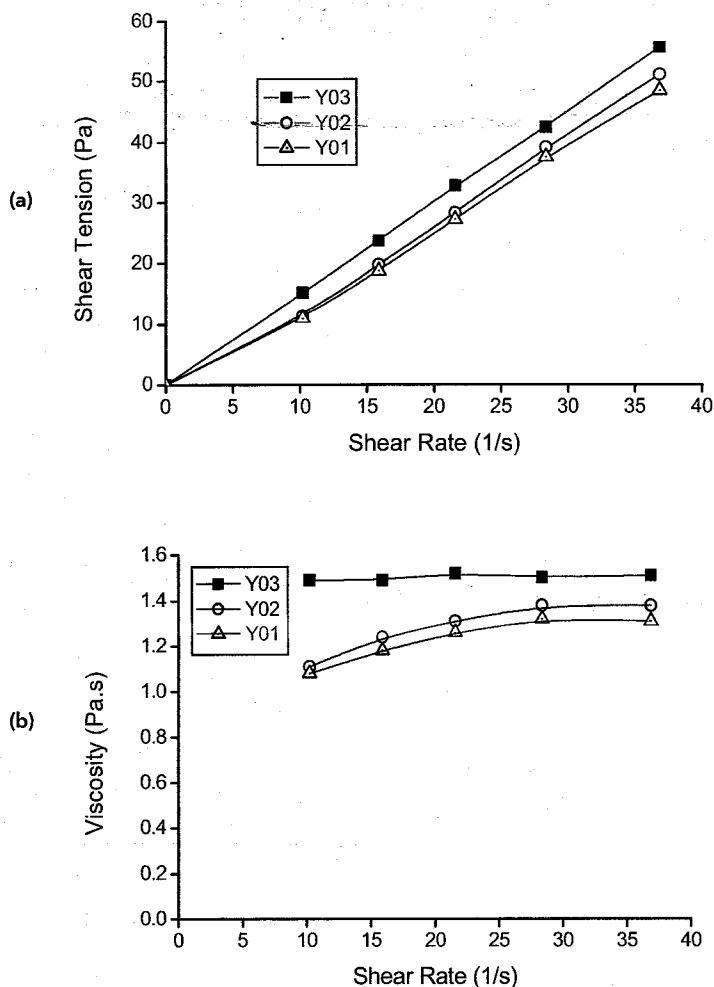 (a)
Shear Tension (Pa)
60
50
40
30
20
10
0
Y03
Y02
Y01
0 5 10 15 20 25 30 35 40
Shear Rate (1/s)
(b)
Viscosity (Pa.s)
1.6
1.4
1.2
1.0
0.8
0.6
0.4
0.2
0.0
Y03
Y02
Y01
0 5 10 15 20 25 30 35 40
Shear Rate (1/s)